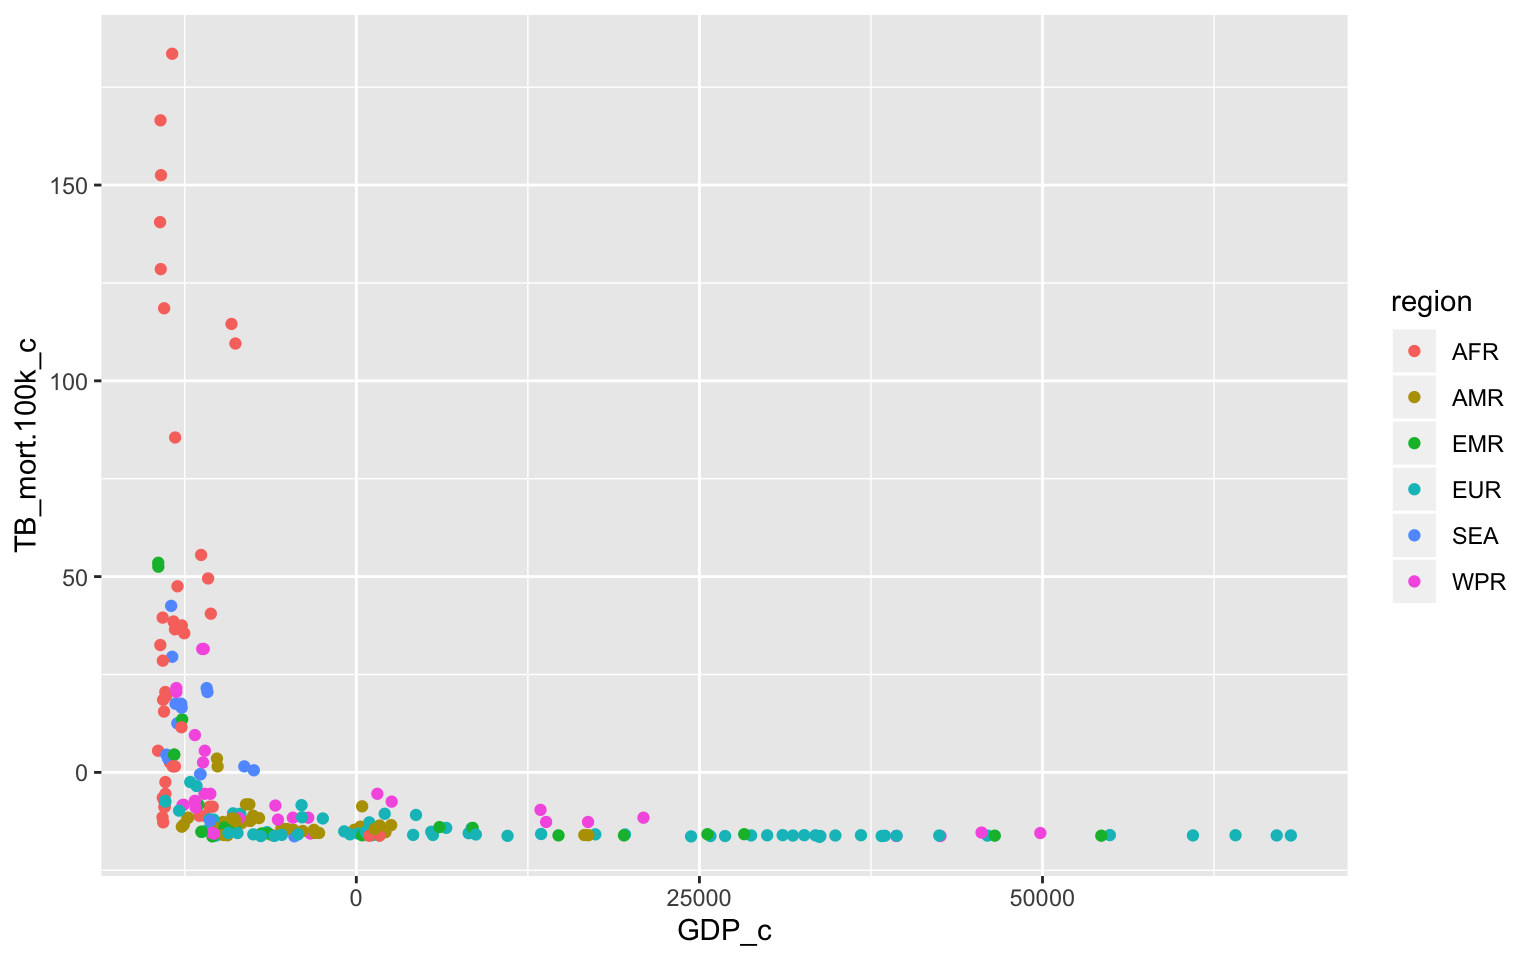 TB_mort.100k_c
150
100
50
0
0
25000
50000
GDP_c
region
AFR
AMR
EMR
EUR
SEA
WPR